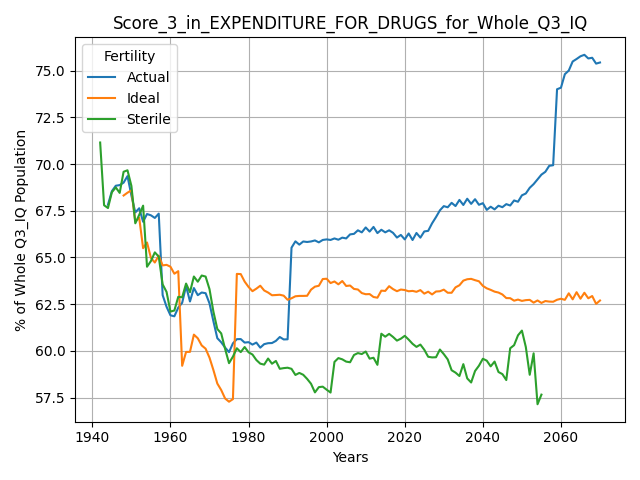 Score_3_in_EXPENDITURE_FOR_DRUGS_for_Whole_Q3_IQ
Fertility
Actual
Ideal
Sterile
% of Whole Q3_IQ Population
75.0
72.5
70.0
67.5
65.0
62.5
60.0
57.5
1940
1960
1980
2000
2020
2040
2060
Years